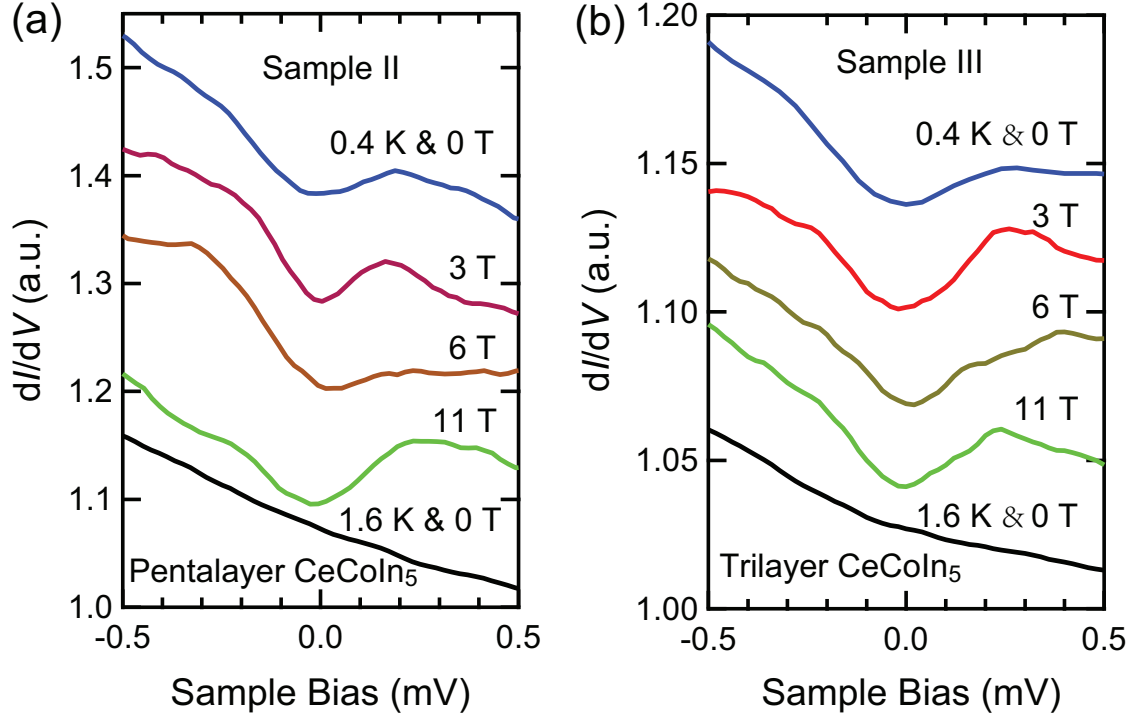 (a)
Sample II
0.4 K & 0 T
3 T
6 T
11 T
1.6 K & 0 T
Pentalayer CeCoIn5
1.5
1.4
1.3
1.2
1.1
1.0
dI/dV (a.u.)
-0.5
0.0
0.5
Sample Bias (mV)
(b)
Sample III
0.4 K & 0 T
3 T
6 T
11 T
1.6 K & 0 T
Trilayer CeCoIn5
1.20
1.15
1.10
1.05
1.00
dI/dV (a.u.)
-0.5
0.0
0.5
Sample Bias (mV)